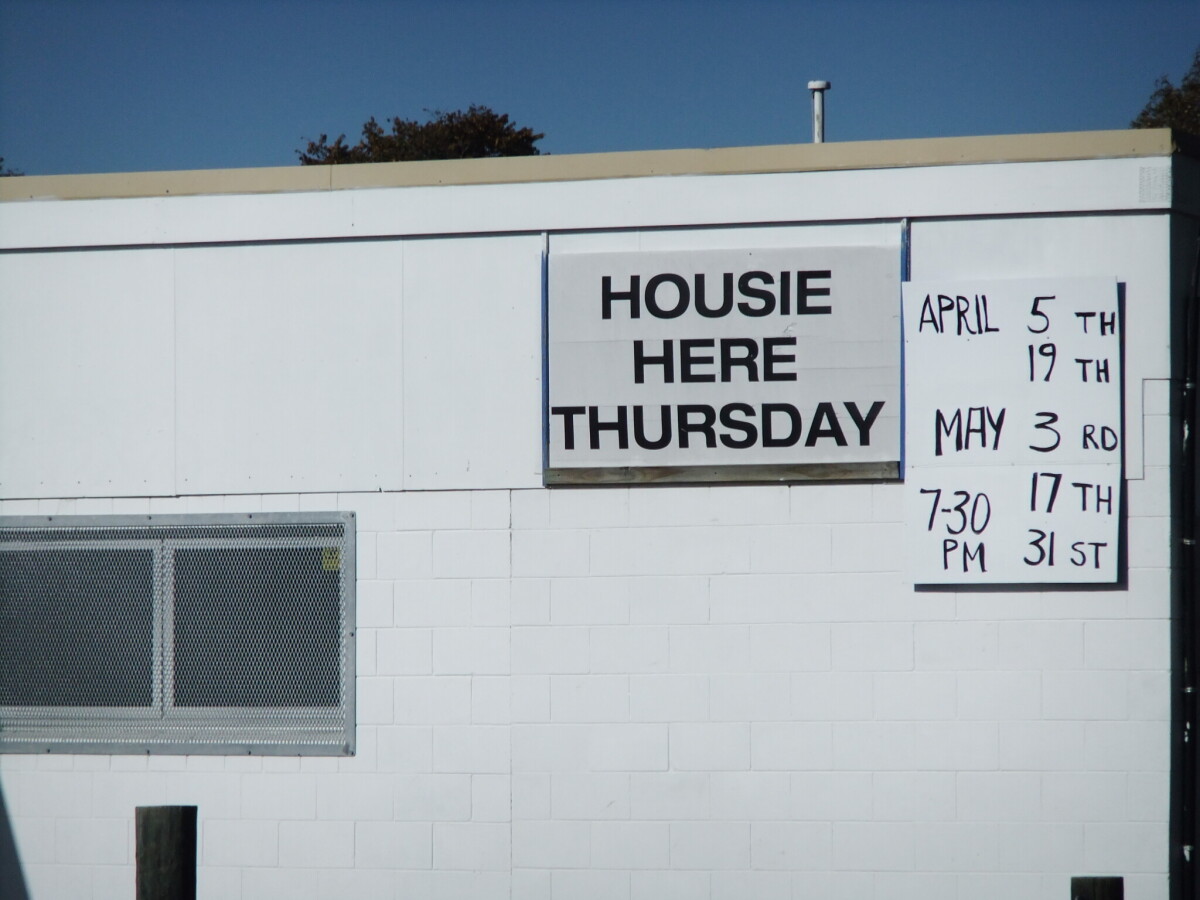 HOUSIE
HERE
THURSDAY
APRIL 5 TH
19 TH
MAY 3 RD
17 TH
7-30
PM 31 ST